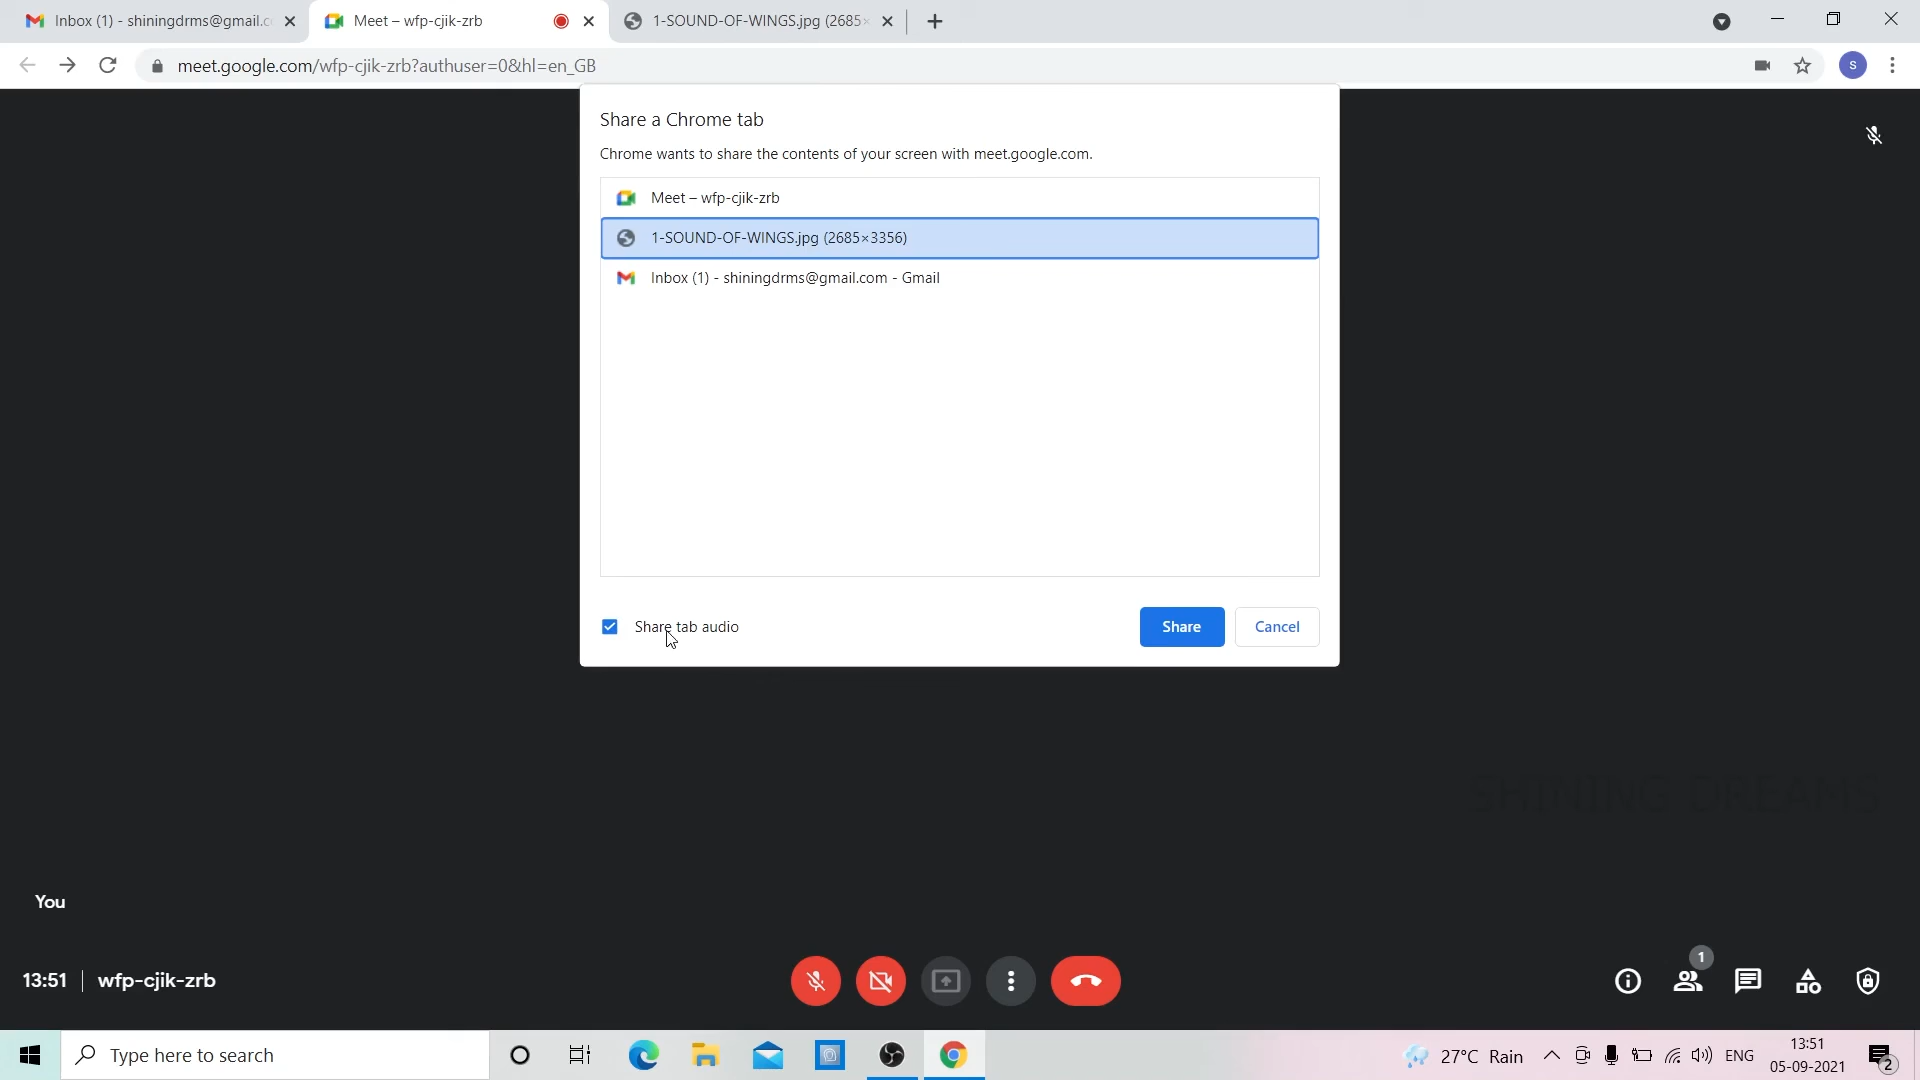 Inbox (1) - shiningdrms@gmail.c
Meet – wfp-cjik-zrb
1-SOUND-OF-WINGS.jpg (2685×
meet.google.com/wfp-cjik-zrb?authuser=0&hl=en_GB
S
Share a Chrome tab
Chrome wants to share the contents of your screen with meet.google.com.
Meet – wfp-cjik-zrb
1-SOUND-OF-WINGS.jpg (2685×3356)
Inbox (1) - shiningdrms@gmail.com - Gmail
Share tab audio
Share
Cancel
SHINING DREAMS
You
13:51 | wfp-cjik-zrb
1
Type here to search
27°C Rain
ENG
13:51
05-09-2021
2